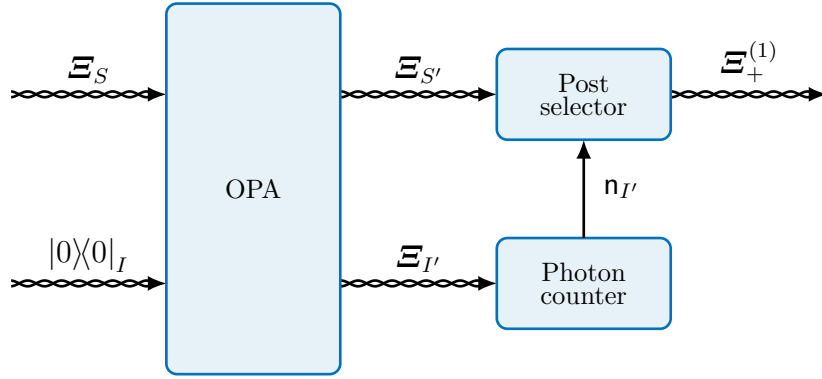 Ξ_S
Ξ_{S'}
Ξ_+^{(1)}
Post
selector
OPA
n_{I'}
|0⟩⟨0|_I
Ξ_{I'}
Photon
counter